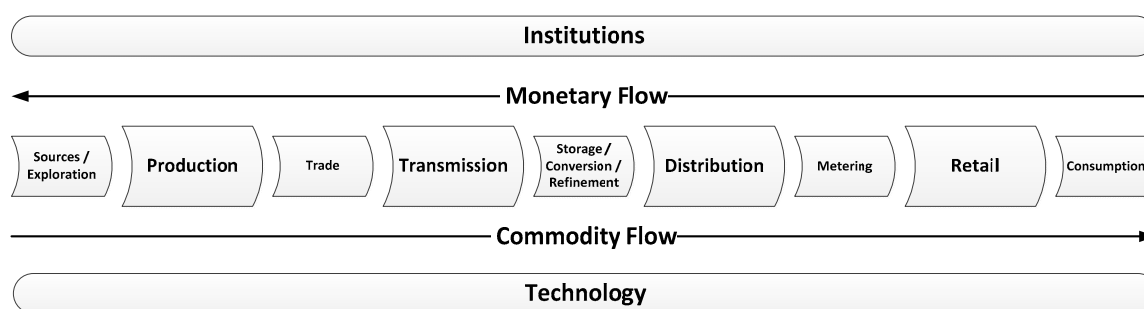 Institutions
Monetary Flow
Sources /
Exploration
Production
Trade
Transmission
Storage /
Conversion /
Refinement
Distribution
Metering
Retail
Consumption
Commodity Flow
Technology